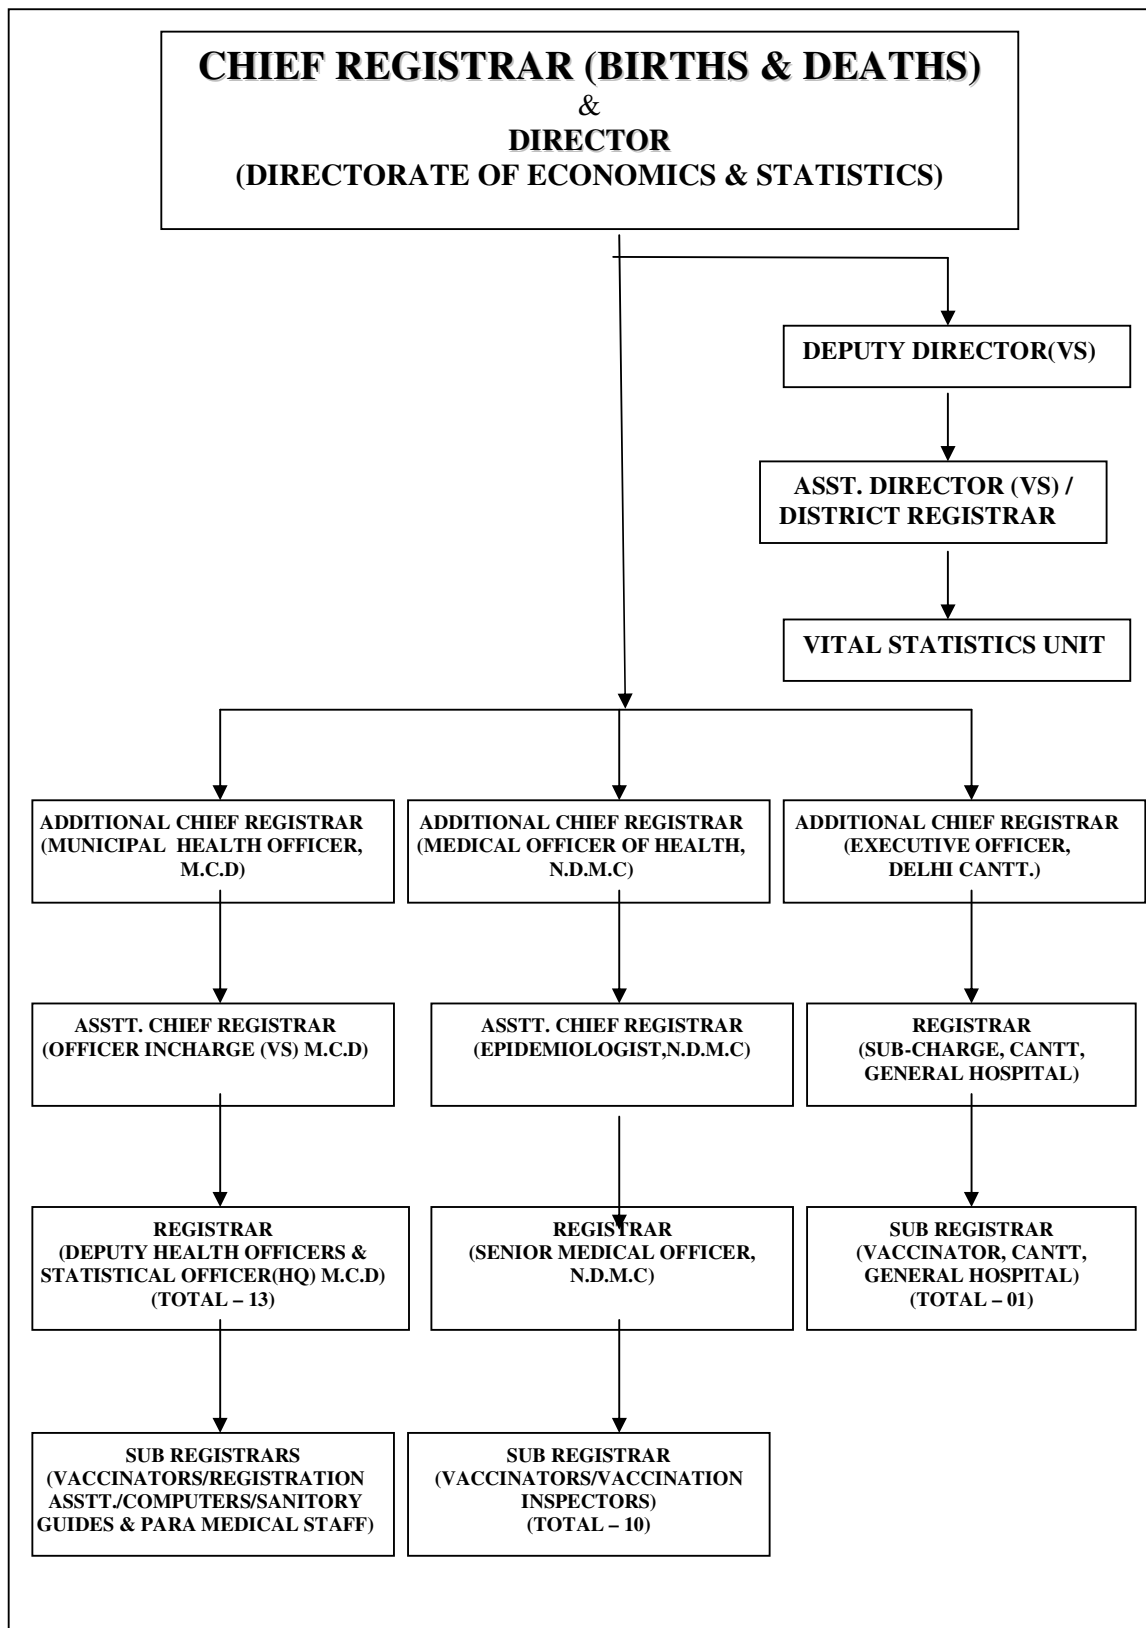 CHIEF REGISTRAR (BIRTHS & DEATHS)
&
DIRECTOR
(DIRECTORATE OF ECONOMICS & STATISTICS)
DEPUTY DIRECTOR(VS)
ASST. DIRECTOR (VS) /
DISTRICT REGISTRAR
VITAL STATISTICS UNIT
ADDITIONAL CHIEF REGISTRAR
(MUNICIPAL HEALTH OFFICER,
M.C.D)
ADDITIONAL CHIEF REGISTRAR
(MEDICAL OFFICER OF HEALTH,
N.D.M.C)
ADDITIONAL CHIEF REGISTRAR
(EXECUTIVE OFFICER,
DELHI CANTT.)
ASSTT. CHIEF REGISTRAR
(OFFICER INCHARGE (VS) M.C.D)
ASSTT. CHIEF REGISTRAR
(EPIDEMIOLOGIST,N.D.M.C)
REGISTRAR
(SUB-CHARGE, CANTT,
GENERAL HOSPITAL)
REGISTRAR
(DEPUTY HEALTH OFFICERS &
STATISTICAL OFFICER(HQ) M.C.D)
(TOTAL – 13)
REGISTRAR
(SENIOR MEDICAL OFFICER,
N.D.M.C)
SUB REGISTRAR
(VACCINATOR, CANTT,
GENERAL HOSPITAL)
(TOTAL – 01)
SUB REGISTRARS
(VACCINATORS/REGISTRATION
ASSTT./COMPUTERS/SANITORY
GUIDES & PARA MEDICAL STAFF)
SUB REGISTRAR
(VACCINATORS/VACCINATION
INSPECTORS)
(TOTAL – 10)